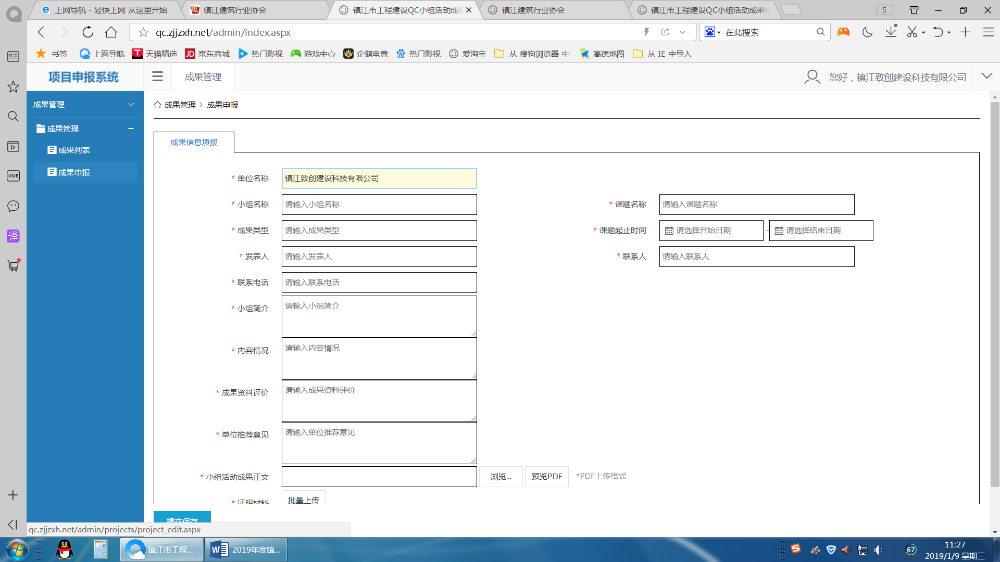 上网导航 - 轻快上网 从这里开始
镇江建筑行业协会
镇江市工程建设QC小组活动成果
镇江建筑行业协会
镇江市工程建设QC小组活动成果申
5
qc.zjjzxh.net/admin/index.aspx
在此搜索
书签
上网导航
天猫精选
京东商城
热门影视
游戏中心
企鹅电竞
热门影视
爱淘宝
从 搜狗浏览器 中
高德地图
从 IE 中导入
项目申报系统
成果管理
您好，镇江致创建设科技有限公司
成果管理
成果管理
成果列表
成果申报
成果管理 > 成果申报
成果信息填报
* 单位名称 镇江致创建设科技有限公司
* 小组名称 请输入小组名称 * 课题名称 请输入课题名称
* 成果类型 请输入成果类型 * 课题起止时间 请选择开始日期 - 请选择结束日期
* 发表人 请输入发表人 * 联系人 请输入联系人
* 联系电话 请输入联系电话
* 小组简介 请输入小组简介
* 内容情况 请输入内容情况
* 成果资料评价 请输入成果资料评价
* 单位推荐意见 请输入单位推荐意见
* 小组活动成果正文 浏览... 预览PDF *PDF上传格式
* 证明材料 批量上传
提交保存
qc.zjjzxh.net/admin/projects/project_edit.aspx
LIVE
译
镇江市工程...
2019年度镇...
67
11:27
2019/1/9 星期三